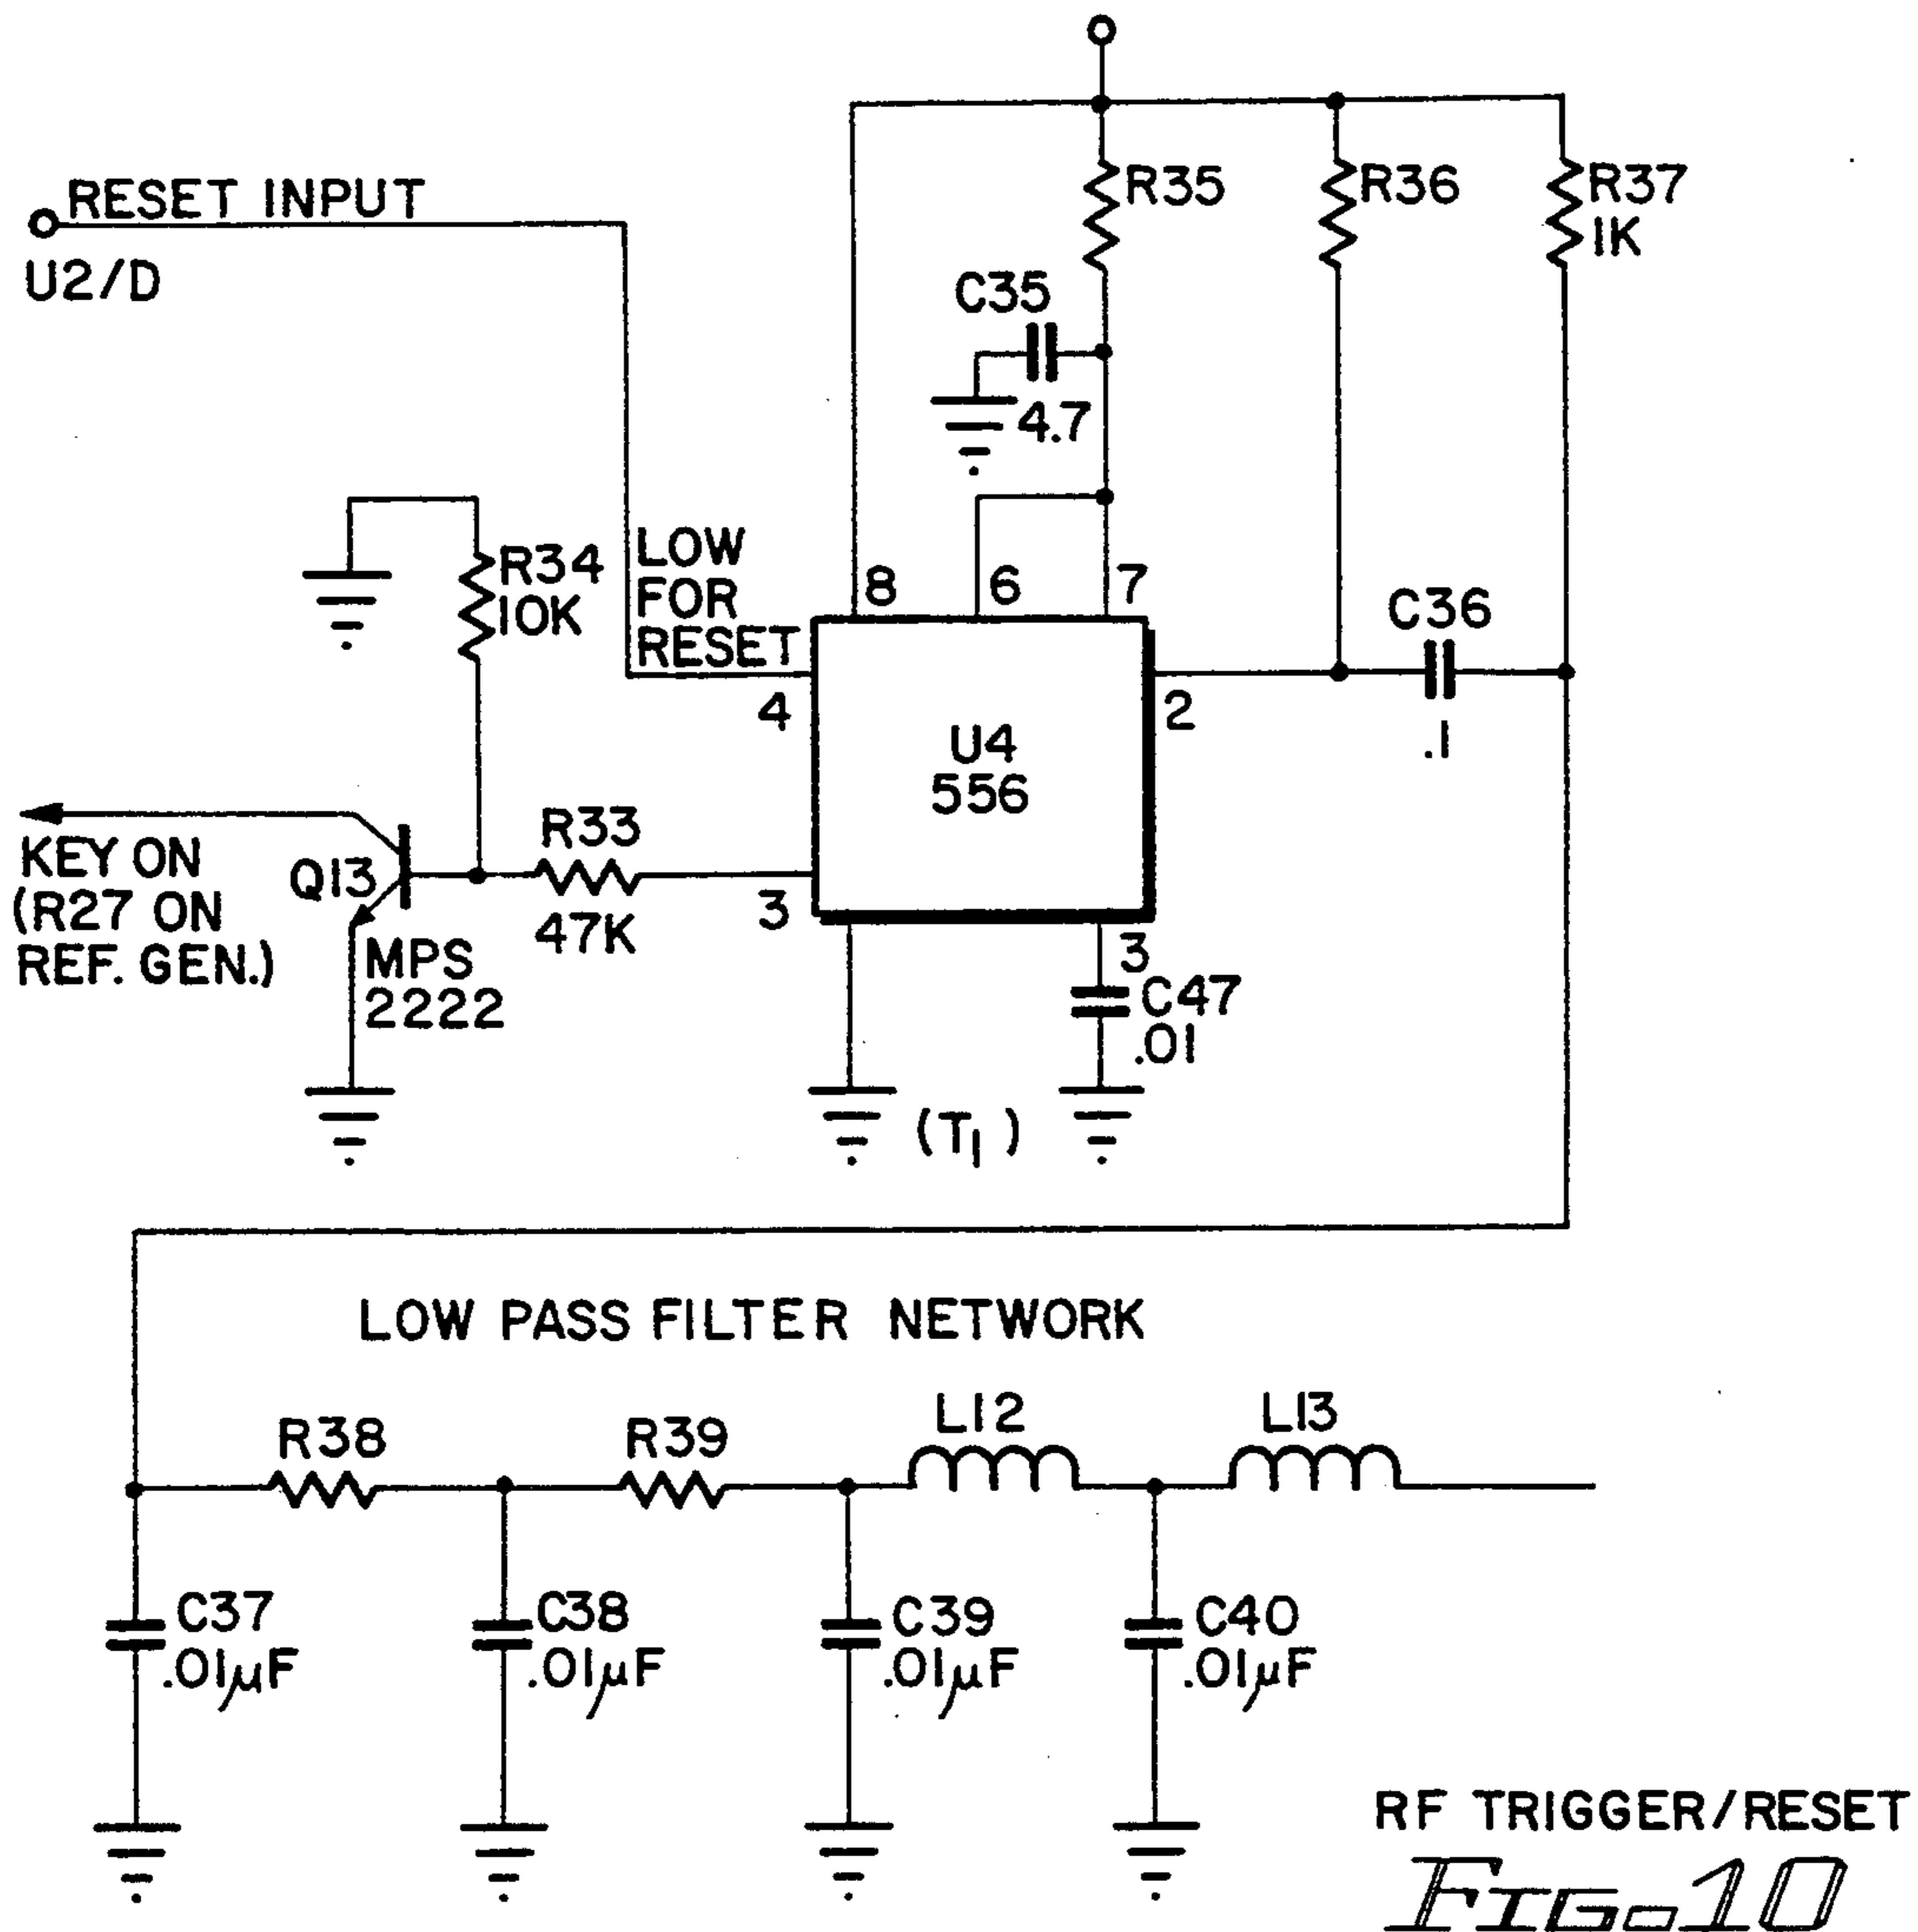 RESET INPUT
U2/D
R35
R36
R37
1K
C35
4.7
R34
10K
LOW
FOR
RESET
8
6
7
C36
.1
4
2
U4
556
KEY ON
(R27 ON
REF. GEN.)
Q13
MPS
2222
R33
47K
3
3
C47
.01
(T1)
LOW PASS FILTER NETWORK
R38
R39
L12
L13
C37
.01µF
C38
.01µF
C39
.01µF
C40
.01µF
RF TRIGGER/RESET
FIG.10